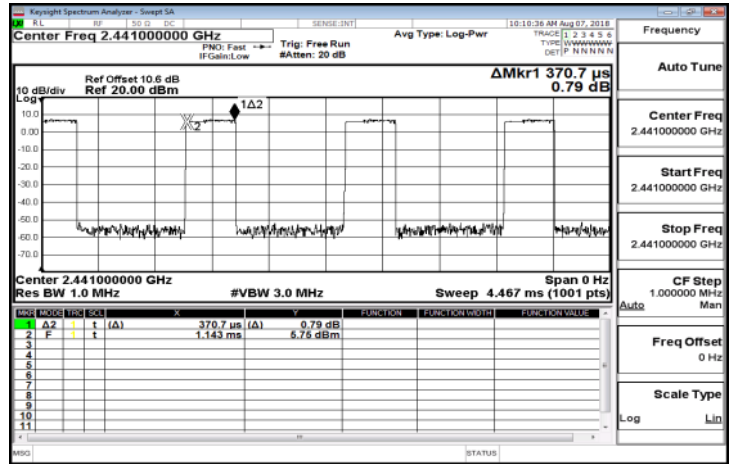 Keysight Spectrum Analyzer - Swept SA
RL RF 50 Ω DC SENSE:INT 10:10:36 AM Aug 07, 2018
Center Freq 2.441000000 GHz
PNO: Fast
IFGain:Low
Trig: Free Run
#Atten: 20 dB
Avg Type: Log-Pwr
TRACE 1 2 3 4 5 6
TYPE WWWWWW
DET P N N N N N
Ref Offset 10.6 dB
Ref 20.00 dBm
10 dB/div
Log
ΔMkr1 370.7 µs
0.79 dB
10.0
0.00
-10.0
-20.0
-30.0
-40.0
-50.0
-60.0
-70.0
1Δ2
2
Center 2.441000000 GHz Span 0 Hz
Res BW 1.0 MHz #VBW 3.0 MHz Sweep 4.467 ms (1001 pts)
MKR MODE TRC SCL X Y FUNCTION FUNCTION WIDTH FUNCTION VALUE
1 Δ2 1 t (Δ) 370.7 µs (Δ) 0.79 dB
2 F 1 t 1.143 ms 5.75 dBm
3
4
5
6
7
8
9
10
11
MSG STATUS
Frequency
Auto Tune
Center Freq
2.441000000 GHz
Start Freq
2.441000000 GHz
Stop Freq
2.441000000 GHz
CF Step
1.000000 MHz
Auto Man
Freq Offset
0 Hz
Scale Type
Log Lin